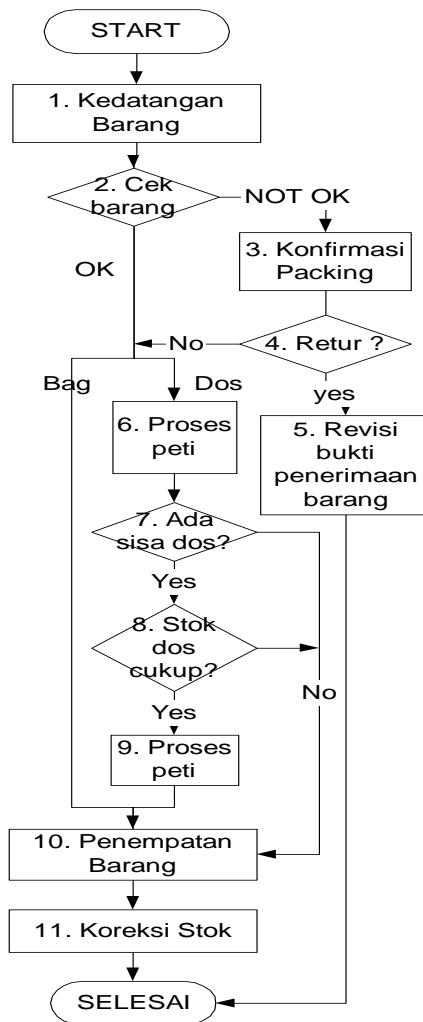 START
1. Kedatangan
Barang
2. Cek
barang
NOT OK
OK
3. Konfirmasi
Packing
4. Retur ?
No
yes
Bag
Dos
5. Revisi
bukti
penerimaan
barang
6. Proses
peti
7. Ada
sisa dos?
Yes
8. Stok
dos
cukup?
No
Yes
9. Proses
peti
10. Penempatan
Barang
11. Koreksi Stok
SELESAI